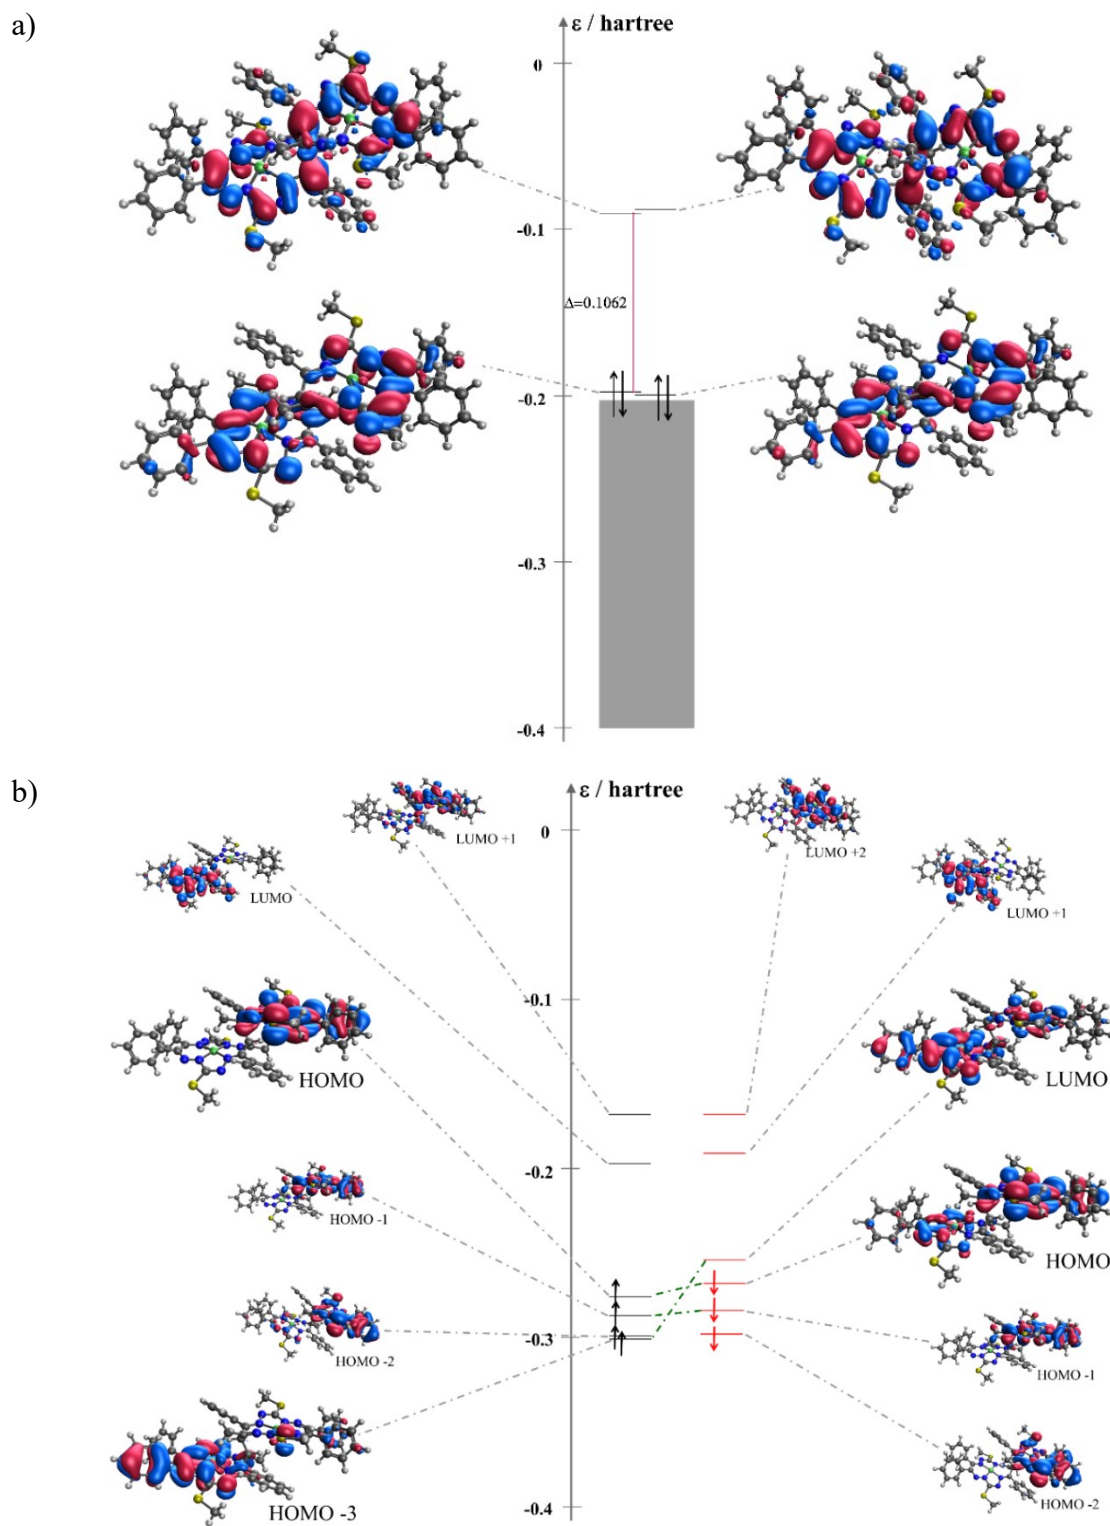 a)
ε / hartree
0
-0.1
Δ=0.1062
-0.2
-0.3
-0.4
b)
ε / hartree
0
LUMO +1
LUMO +2
LUMO
LUMO +1
-0.1
HOMO
LUMO
-0.2
HOMO -1
HOMO
-0.3
HOMO -2
HOMO -1
HOMO -3
HOMO -2
-0.4